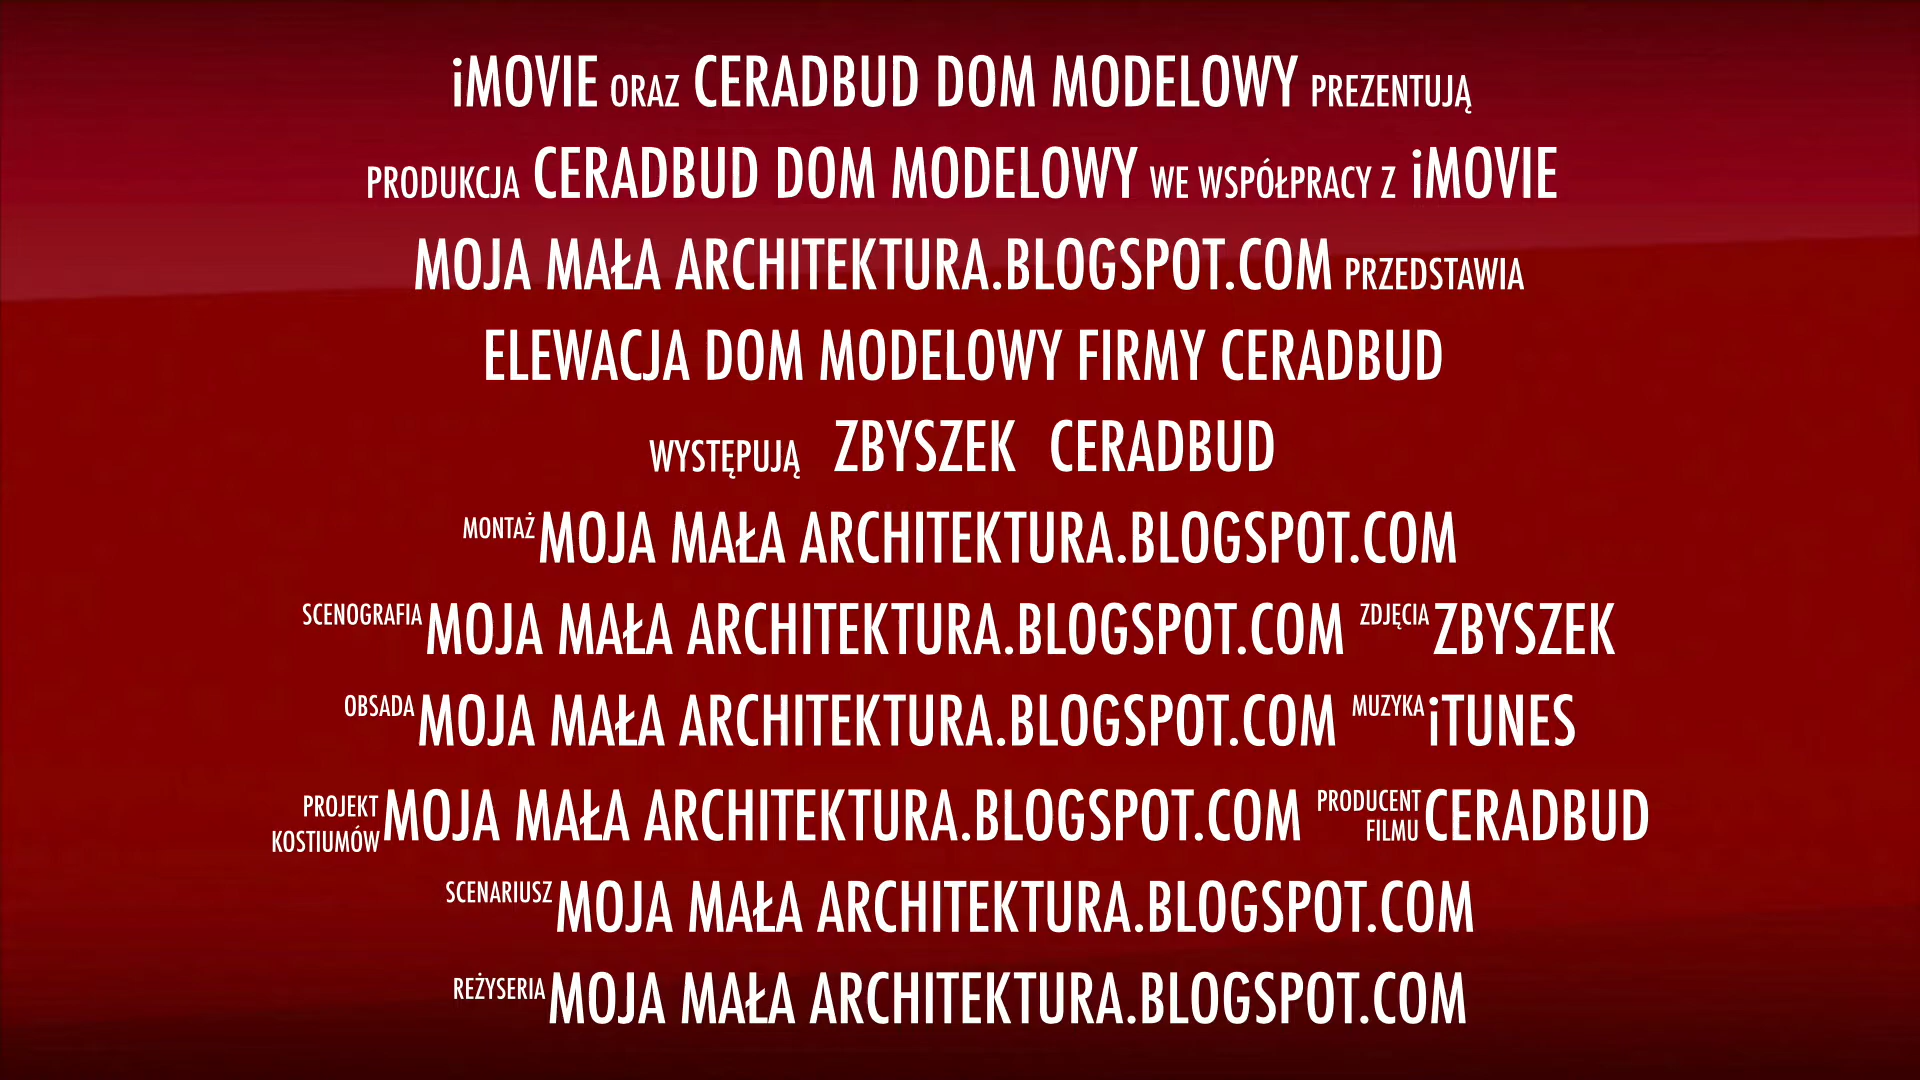 iMOVIE ORAZ CERADBUD DOM MODELOWY PREZENTUJĄ
PRODUKCJA CERADBUD DOM MODELOWY WE WSPÓŁPRACY Z iMOVIE
MOJA MAŁA ARCHITEKTURA.BLOGSPOT.COM PRZEDSTAWIA
ELEWACJA DOM MODELOWY FIRMY CERADBUD
WYSTĘPUJĄ ZBYSZEK CERADBUD
MONTAŻ MOJA MAŁA ARCHITEKTURA.BLOGSPOT.COM
SCENOGRAFIA MOJA MAŁA ARCHITEKTURA.BLOGSPOT.COM ZDJĘCIA ZBYSZEK
OBSADA MOJA MAŁA ARCHITEKTURA.BLOGSPOT.COM MUZYKA iTUNES
PROJEKT KOSTIUMÓW MOJA MAŁA ARCHITEKTURA.BLOGSPOT.COM PRODUCENT FILMU CERADBUD
SCENARIUSZ MOJA MAŁA ARCHITEKTURA.BLOGSPOT.COM
REŻYSERIA MOJA MAŁA ARCHITEKTURA.BLOGSPOT.COM